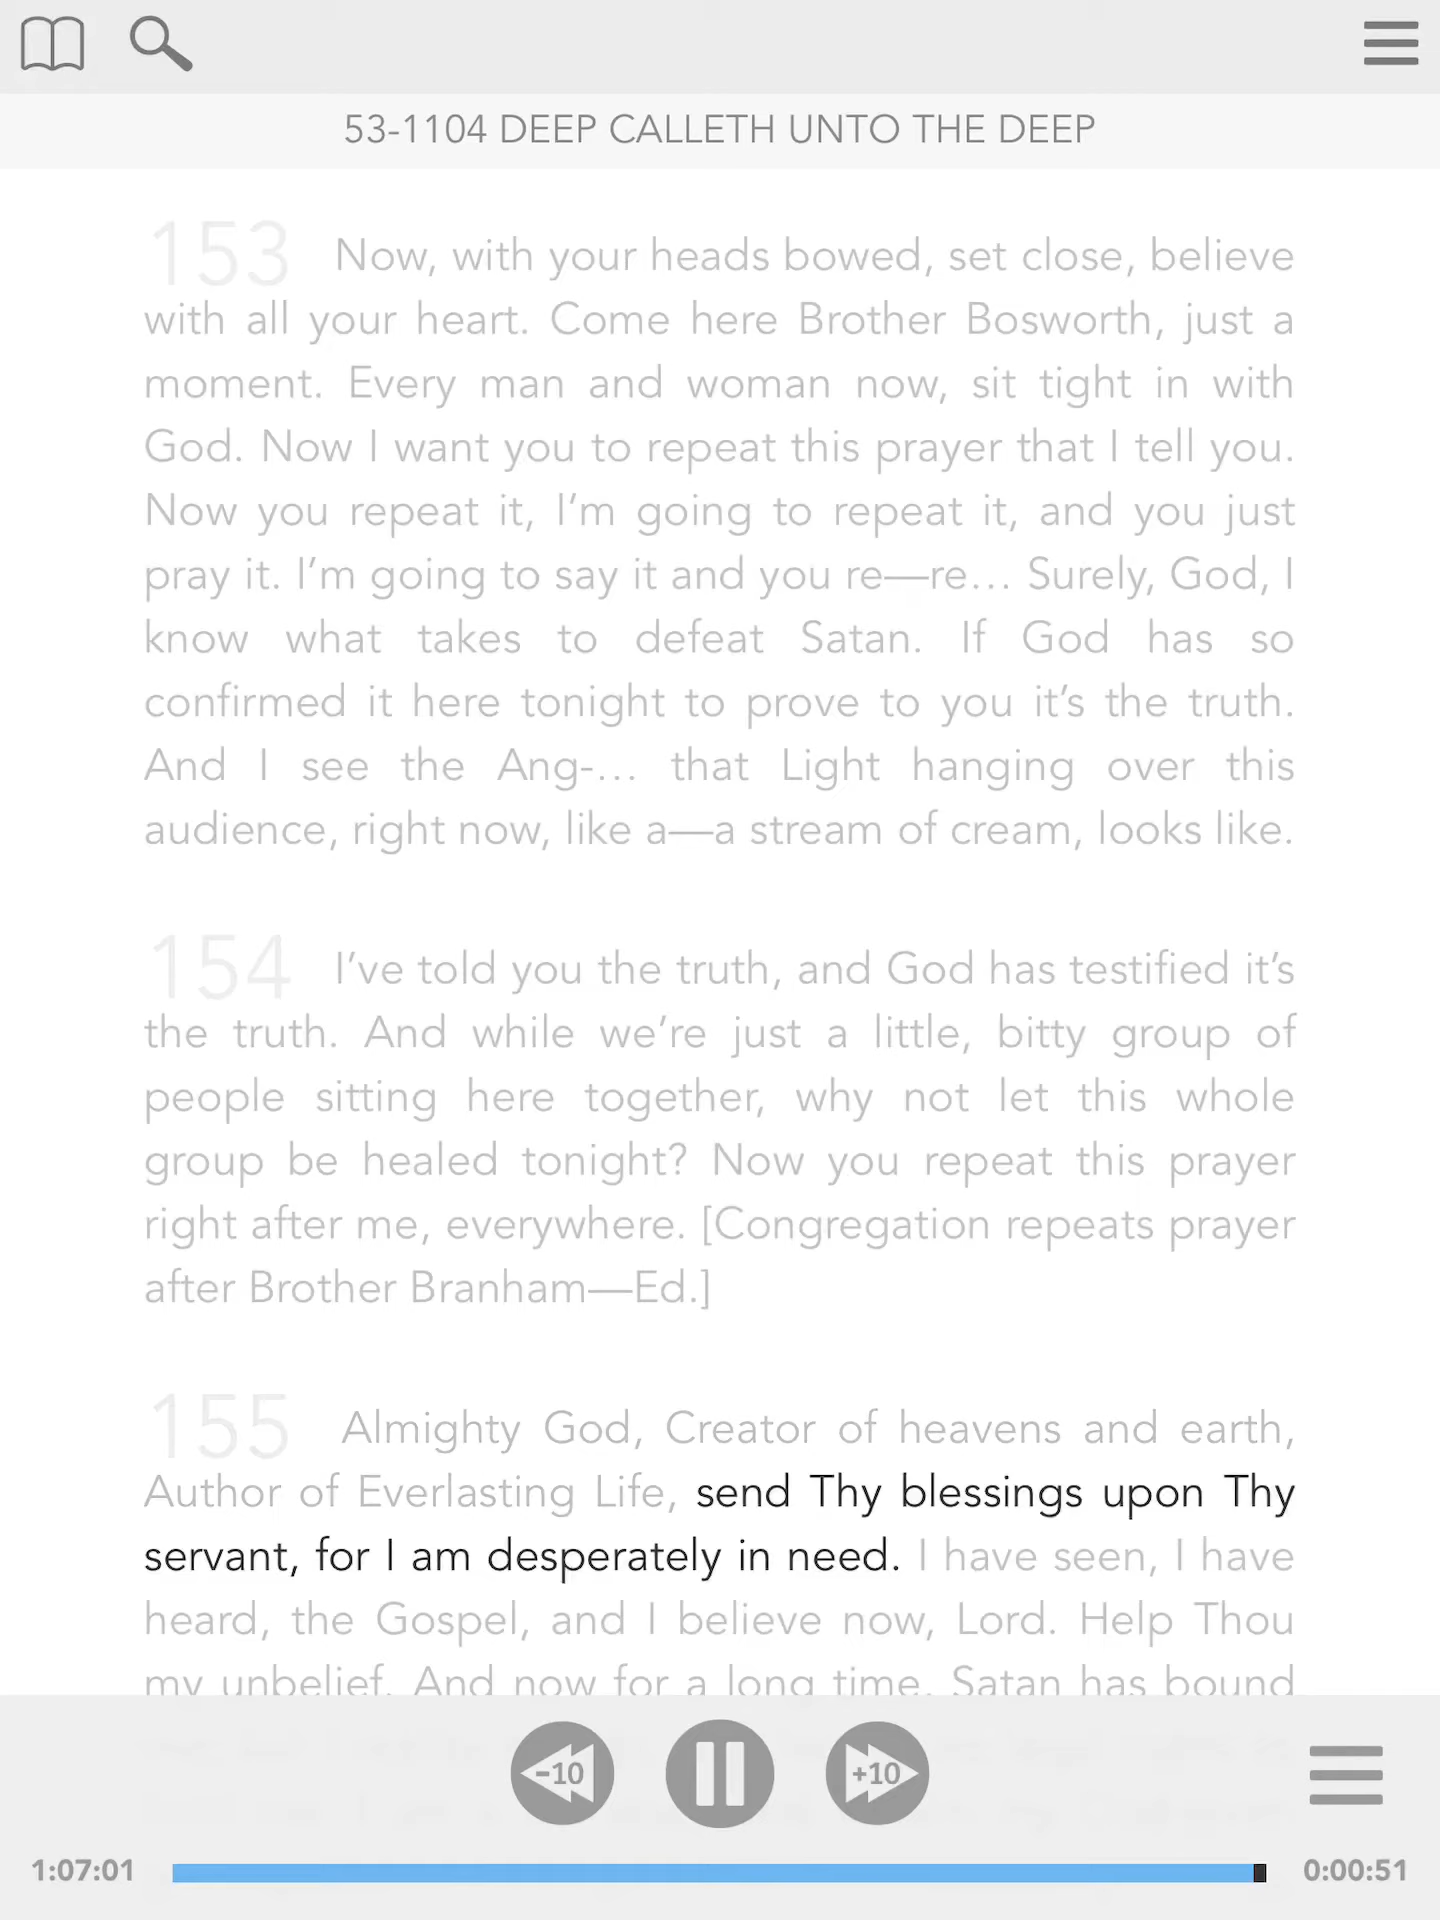 53-1104 DEEP CALLETH UNTO THE DEEP
153 Now, with your heads bowed, set close, believe
with all your heart. Come here Brother Bosworth, just a
moment. Every man and woman now, sit tight in with
God. Now I want you to repeat this prayer that I tell you.
Now you repeat it, I’m going to repeat it, and you just
pray it. I’m going to say it and you re—re… Surely, God, I
know what takes to defeat Satan. If God has so
confirmed it here tonight to prove to you it’s the truth.
And I see the Ang-… that Light hanging over this
audience, right now, like a—a stream of cream, looks like.
154 I’ve told you the truth, and God has testified it’s
the truth. And while we’re just a little, bitty group of
people sitting here together, why not let this whole
group be healed tonight? Now you repeat this prayer
right after me, everywhere. [Congregation repeats prayer
after Brother Branham—Ed.]
155 Almighty God, Creator of heavens and earth,
Author of Everlasting Life, send Thy blessings upon Thy
servant, for I am desperately in need. I have seen, I have
heard, the Gospel, and I believe now, Lord. Help Thou
my unbelief. And now for a long time, Satan has bound
-10 +10
1:07:01 0:00:51